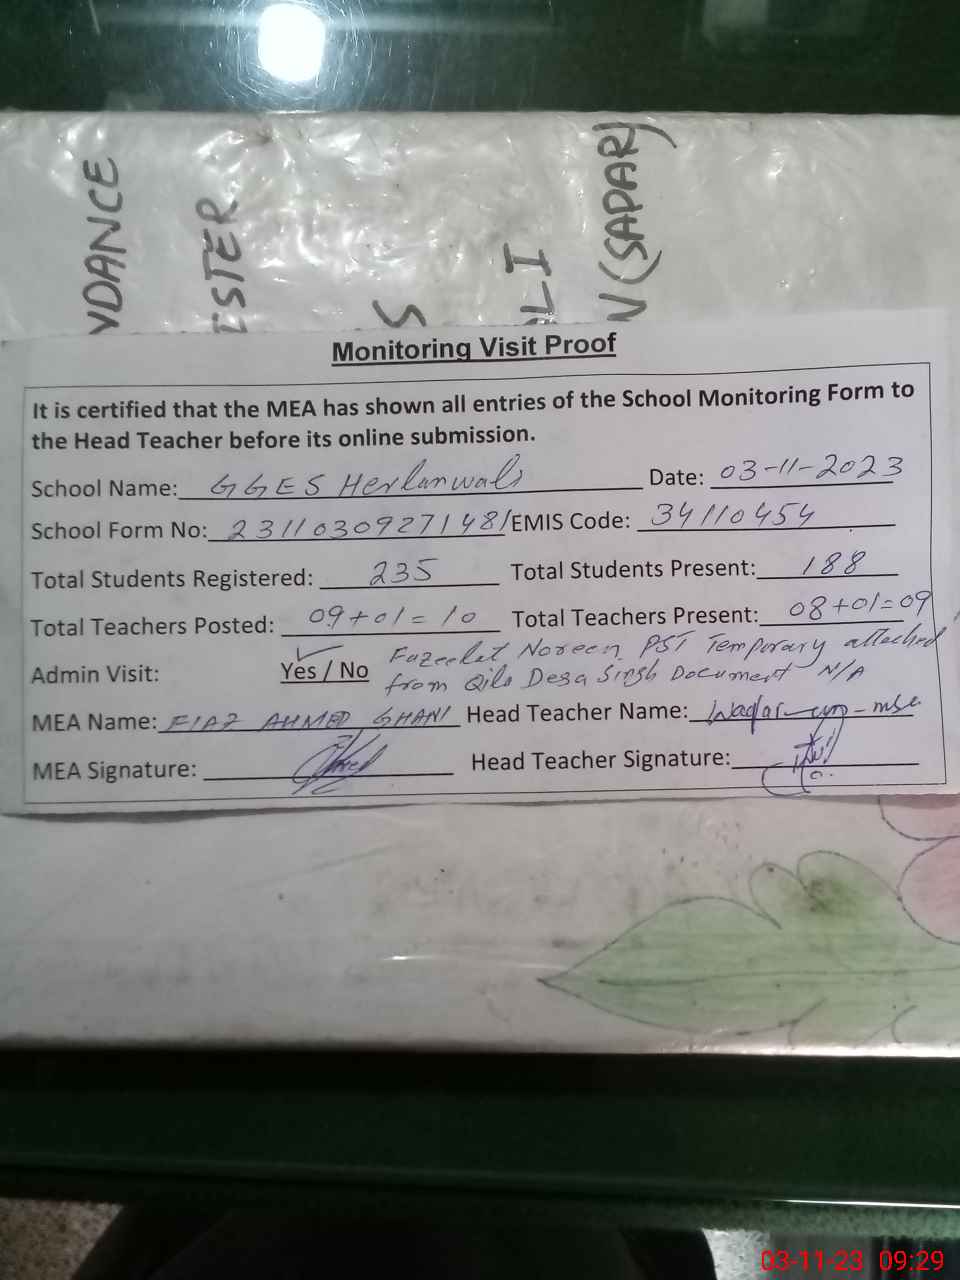 YDANCE
ISTER
S
LI
N (SAPAR)
Monitoring Visit Proof
It is certified that the MEA has shown all entries of the School Monitoring Form to
the Head Teacher before its online submission.
School Name: GGES Herlanwali Date: 03-11-2023
School Form No: 23110309271481 EMIS Code: 34110454
Total Students Registered: 235 Total Students Present: 188
Total Teachers Posted: 09+01=10 Total Teachers Present: 08+01=09
Fazeelat Noreen PST Temporary attached
Admin Visit: Yes / No from Qila Desa Singh Document N/A
MEA Name: FIAZ AHMED GHANI Head Teacher Name: Waqar
MEA Signature: Head Teacher Signature:
03-11-23 09:29